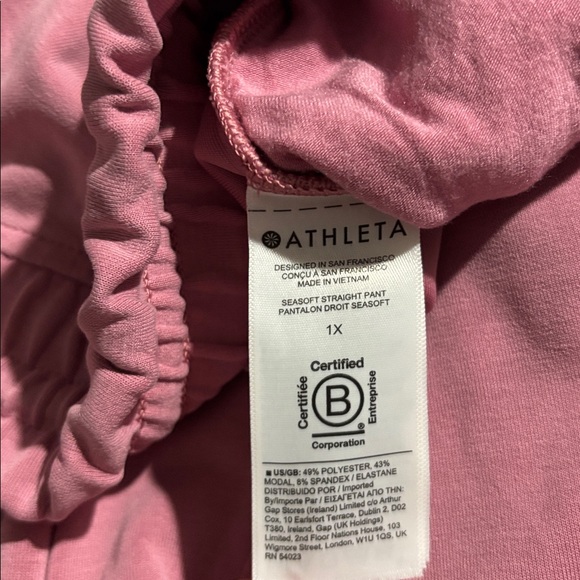 ATHLETA
DESIGNED IN SAN FRANCISCO
CONÇU À SAN FRANCISCO
MADE IN VIETNAM
SEASOFT STRAIGHT PANT
PANTALON DROIT SEASOFT
1X
Certified
Certifiée
B
Entreprise
®
Corporation
US/GB: 49% POLYESTER, 43%
MODAL, 8% SPANDEX / ELASTANE
DISTRIBUIDO POR / Imported
By/Importe Par / ΕΙΣΑΓΕΤΑΙ ΑΠΟ ΤΗΝ:
Gap Stores (Ireland) Limited c/o Arthur
Cox, 10 Earlsfort Terrace, Dublin 2, D02
T380, Ireland, Gap (UK Holdings)
Limited, 2nd Floor Nations House, 103
Wigmore Street, London, W1U 1QS, UK
RN 54023